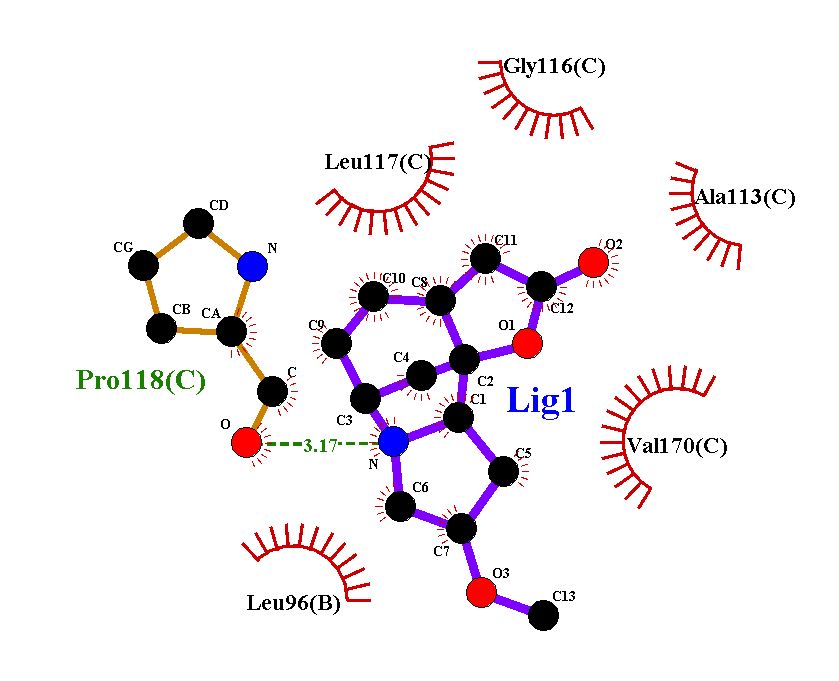 Gly116(C)
Leu117(C)
Ala113(C)
CD
CG
N
C11
O2
C10
C8
C12
CB
CA
C9
O1
C4
C2
Pro118(C)
C
Lig1
C3
C1
O
3.17
N
C5
Val170(C)
C6
C7
O3
C13
Leu96(B)